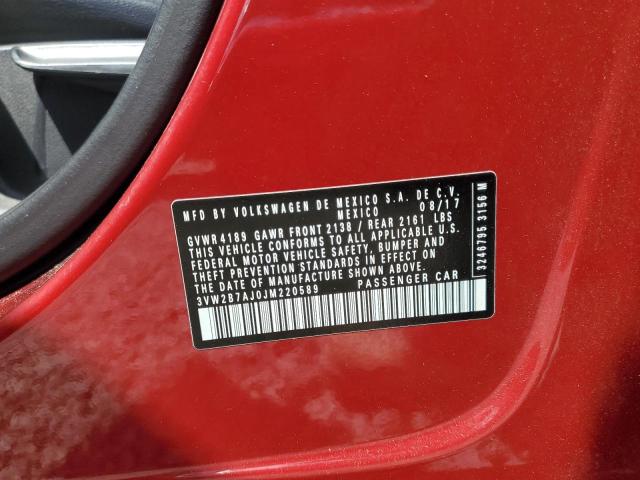 MFD BY VOLKSWAGEN DE MEXICO S.A. DE C.V.
MEXICO 08/17
GVWR 4189 GAWR FRONT 2138 / REAR 2161 LBS
THIS VEHICLE CONFORMS TO ALL APPLICABLE
FEDERAL MOTOR VEHICLE SAFETY, BUMPER AND
THEFT PREVENTION STANDARDS IN EFFECT ON
THE DATE OF MANUFACTURE SHOWN ABOVE.
3VW2B7AJ0JM220589 PASSENGER CAR
3240795 3156 M